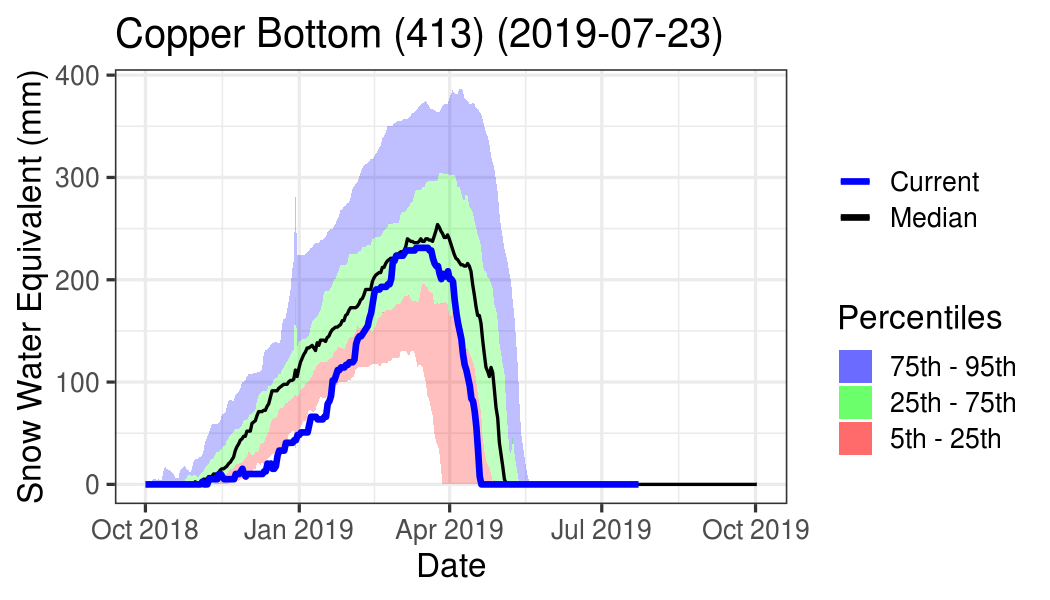 Copper Bottom (413) (2019-07-23)
Snow Water Equivalent (mm)
400
300
200
100
0
Oct 2018 Jan 2019 Apr 2019 Jul 2019 Oct 2019
Date
Current
Median
Percentiles
75th - 95th
25th - 75th
5th - 25th